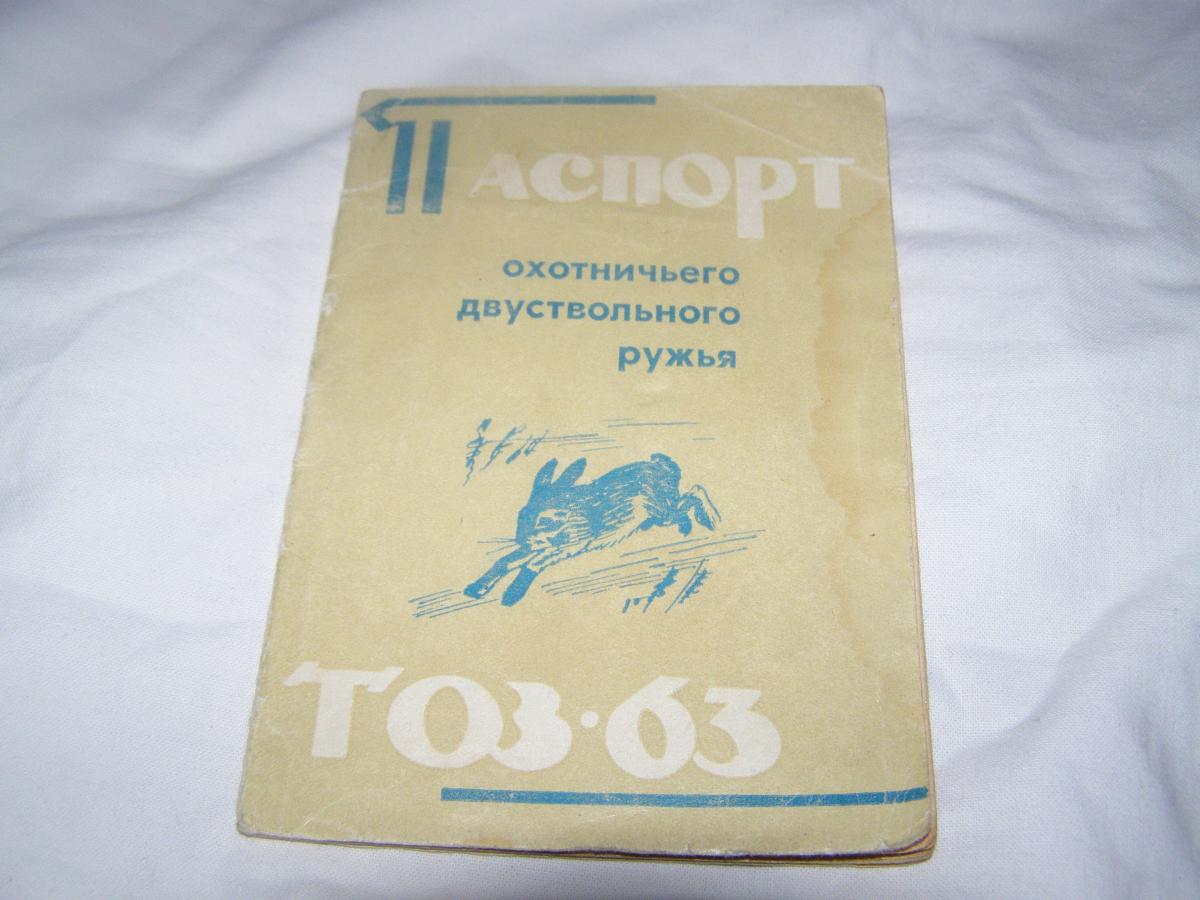 Паспорт
охотничьего
двуствольного
ружья
ТОЗ·63